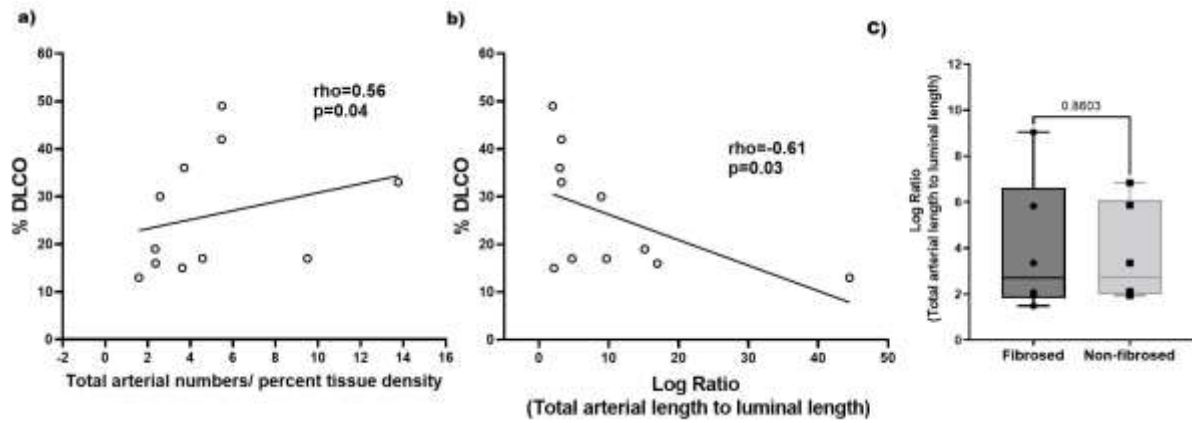 a)
60
50
40
30
20
10
0
% DLCO
rho=0.56
p=0.04
-2 0 2 4 6 8 10 12 14 16
Total arterial numbers/ percent tissue density
b)
60
50
40
30
20
10
0
% DLCO
rho=-0.61
p=0.03
0 10 20 30 40 50
Log Ratio
(Total arterial length to luminal length)
c)
12
10
8
6
4
2
0
Log Ratio
(Total arterial length to luminal length)
0.8603
Fibrosed Non-fibrosed